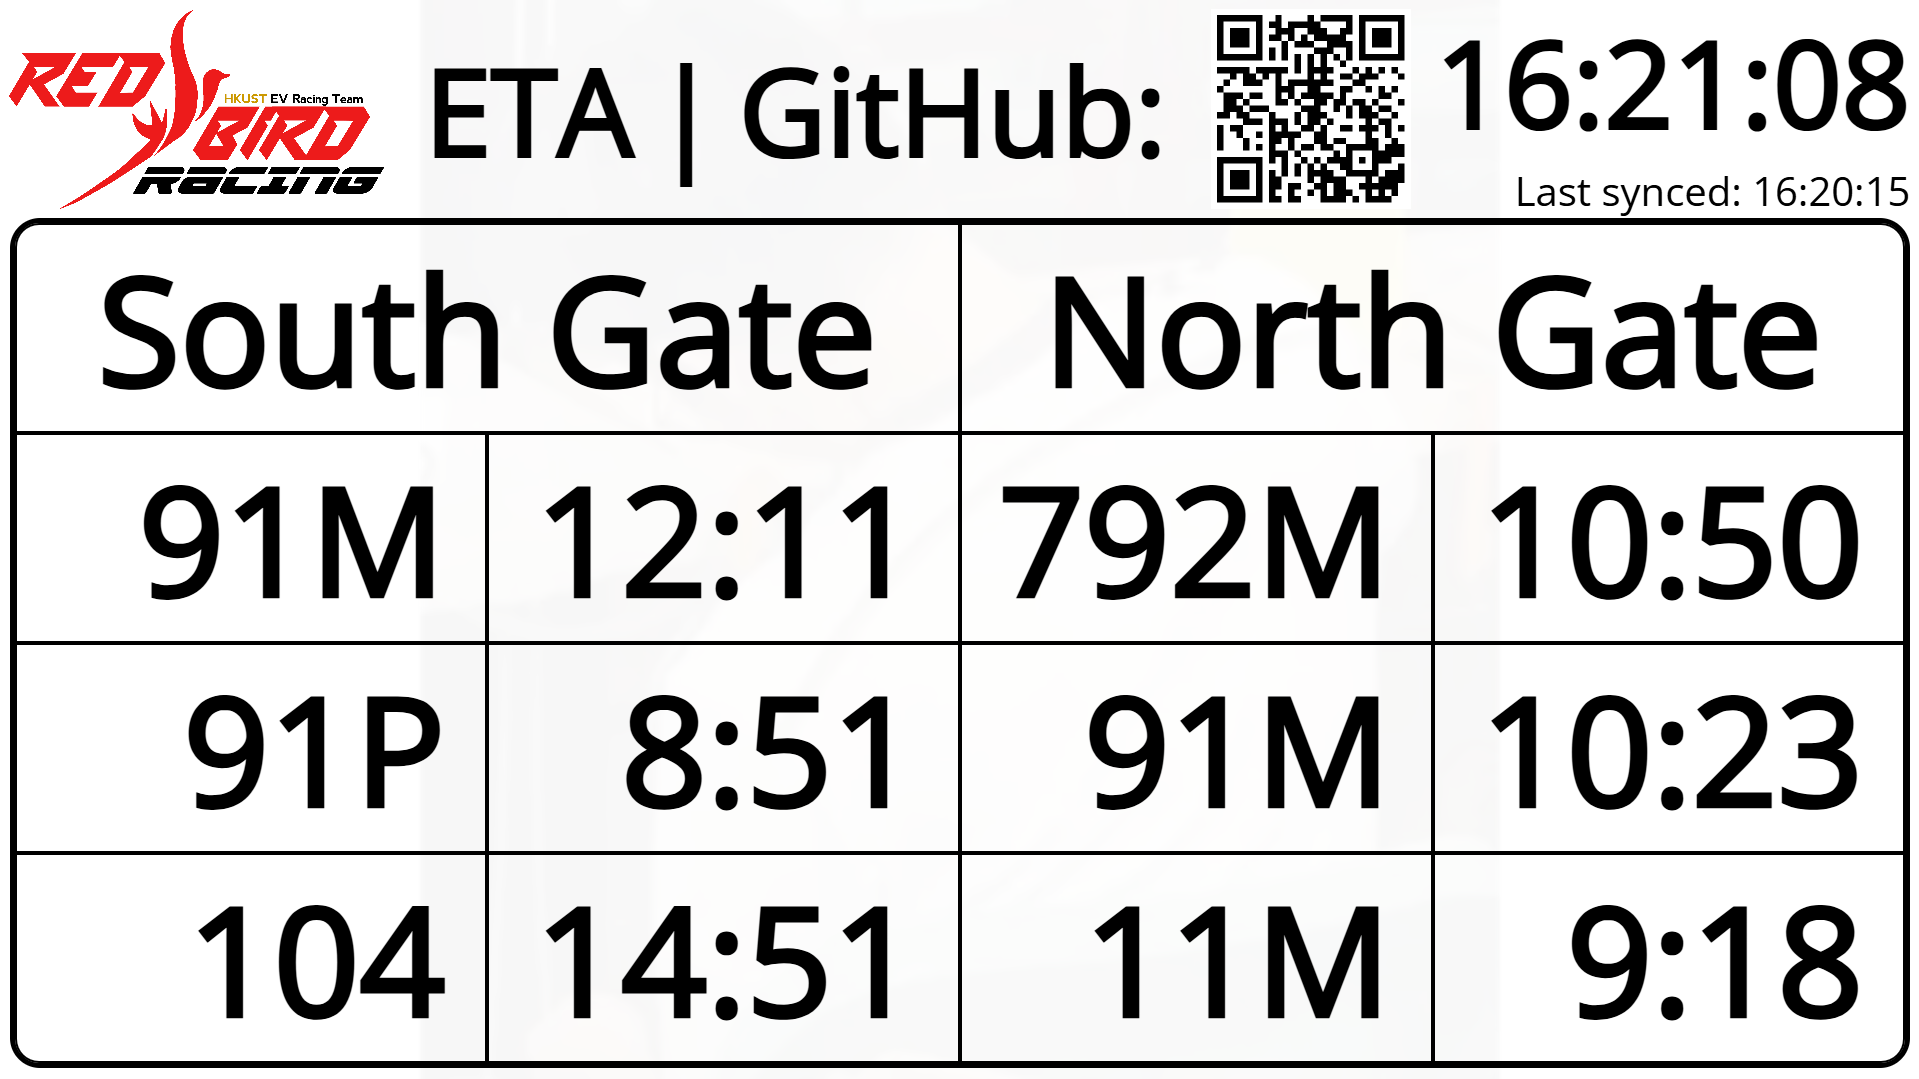 RED BIRD RACING
HKUST EV Racing Team
ETA | GitHub:
16:21:08
Last synced: 16:20:15
South Gate North Gate
91M 12:11 792M 10:50
91P 8:51 91M 10:23
104 14:51 11M 9:18